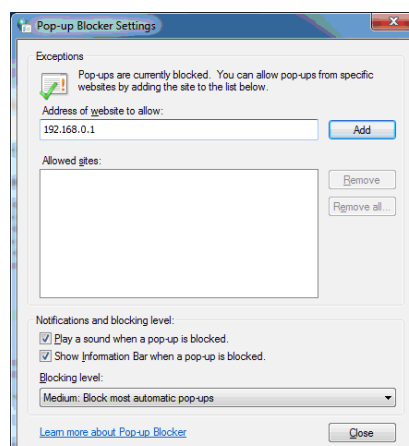 Pop-up Blocker Settings
Exceptions
Pop-ups are currently blocked. You can allow pop-ups from specific
websites by adding the site to the list below.
Address of website to allow:
192.168.0.1
Add
Allowed sites:
Remove
Remove all...
Notifications and blocking level:
Play a sound when a pop-up is blocked.
Show Information Bar when a pop-up is blocked.
Blocking level:
Medium: Block most automatic pop-ups
Learn more about Pop-up Blocker
Close